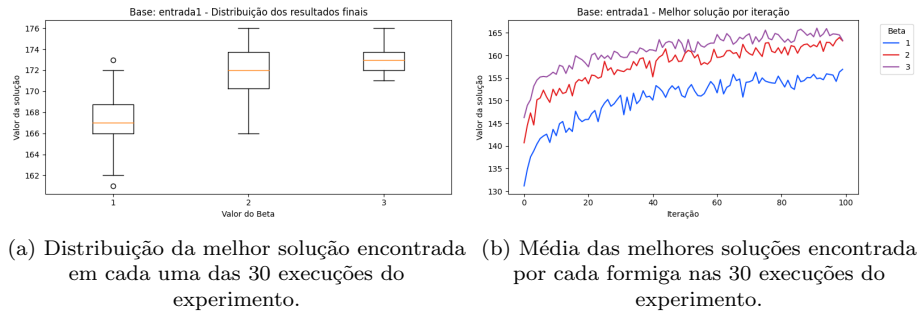 Base: entrada1 - Distribuição dos resultados finais
Valor da solução
176
174
172
170
168
166
164
162
1
2
3
Valor do Beta
Base: entrada1 - Melhor solução por iteração
Valor da solução
165
160
155
150
145
140
135
130
0
20
40
60
80
100
Iteração
Beta
1
2
3
(a) Distribuição da melhor solução encontrada
em cada uma das 30 execuções do
experimento.
(b) Média das melhores soluções encontrada
por cada formiga nas 30 execuções do
experimento.